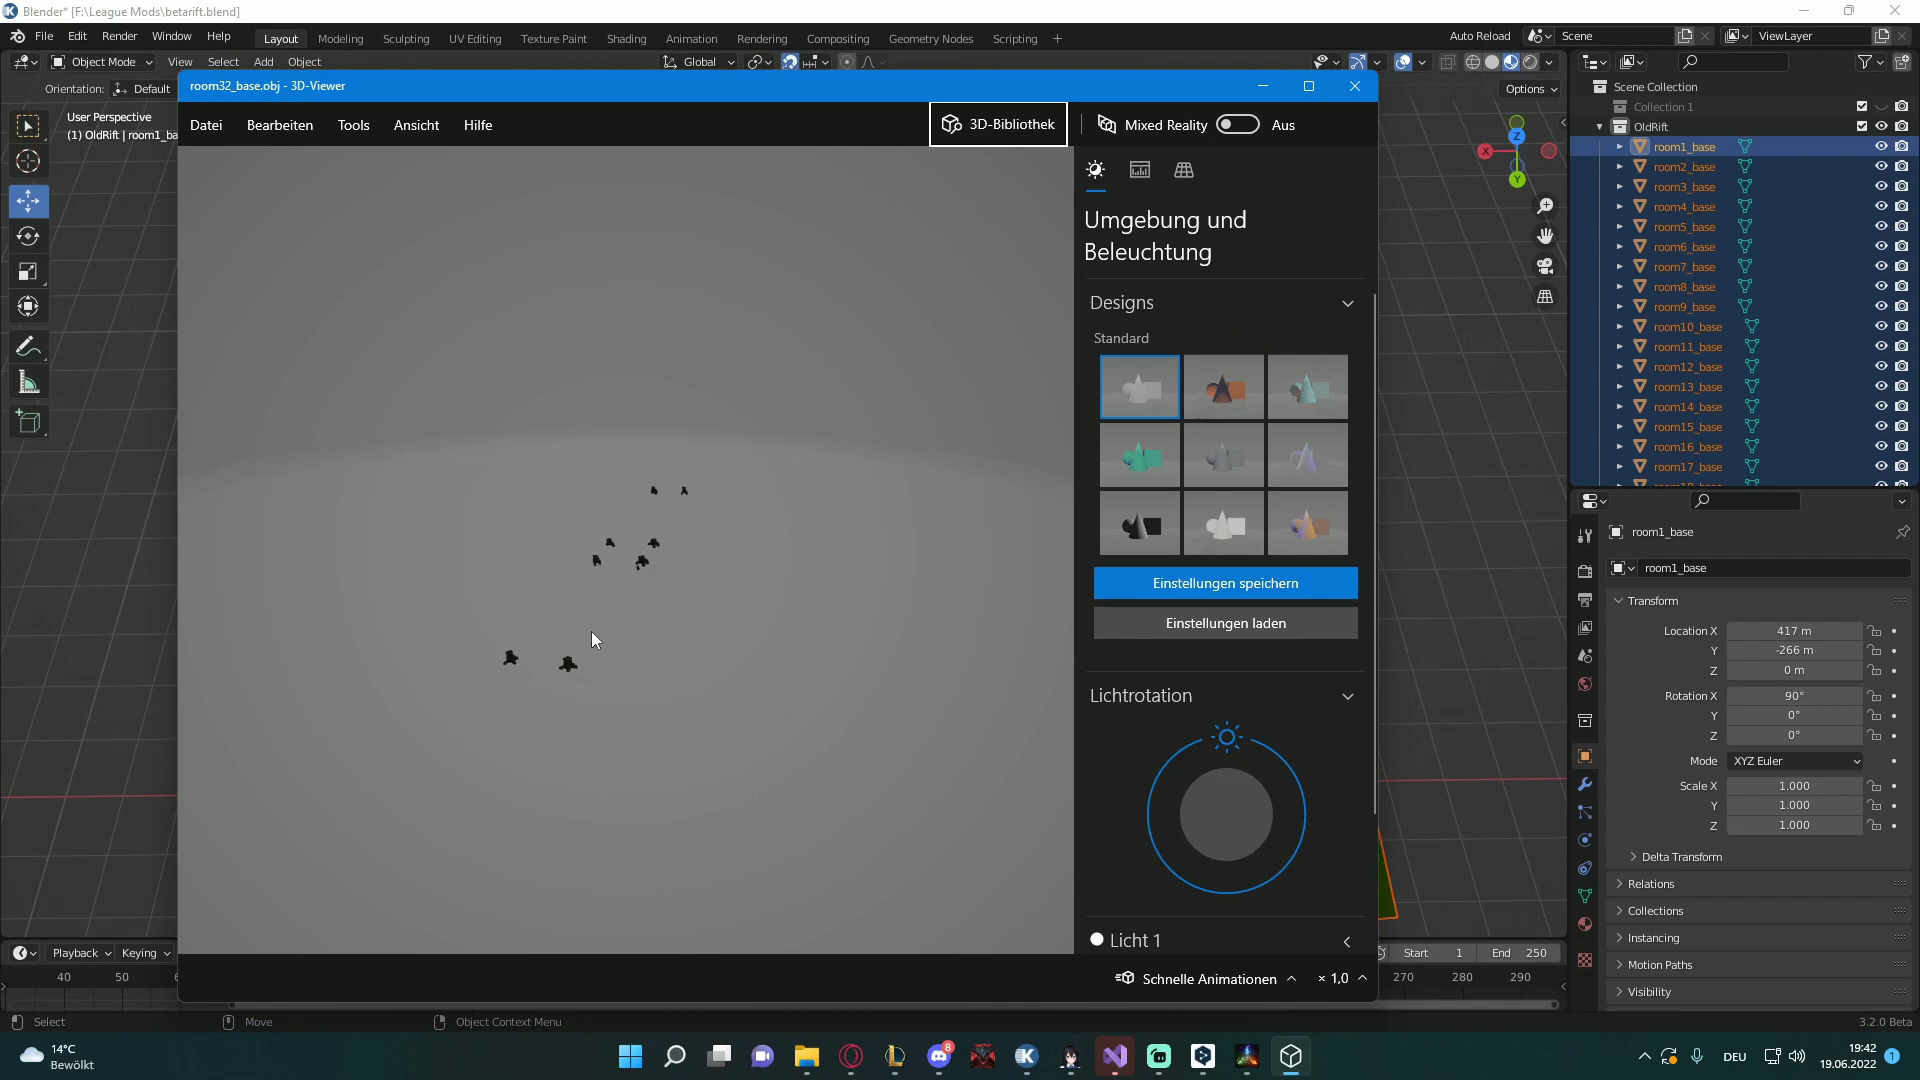 Blender* [F:\League Mods\betarift.blend]
File Edit Render Window Help
Layout Modeling Sculpting UV Editing Texture Paint Shading Animation Rendering Compositing Geometry Nodes Scripting +
Auto Reload Scene ViewLayer
Object Mode View Select Add Object Global
Orientation: Default
Options
User Perspective
(1) OldRift | room1_ba
room32_base.obj - 3D-Viewer
Datei Bearbeiten Tools Ansicht Hilfe
3D-Bibliothek
Mixed Reality Aus
Umgebung und
Beleuchtung
Designs
Standard
Einstellungen speichern
Einstellungen laden
Lichtrotation
Licht 1
Schnelle Animationen × 1,0
X
Z
Y
Scene Collection
Collection 1
OldRift
room1_base
room2_base
room3_base
room4_base
room5_base
room6_base
room7_base
room8_base
room9_base
room10_base
room11_base
room12_base
room13_base
room14_base
room15_base
room16_base
room17_base
room1_base
room1_base
Transform
Location X 417 m
Y -266 m
Z 0 m
Rotation X 90°
Y 0°
Z 0°
Mode XYZ Euler
Scale X 1.000
Y 1.000
Z 1.000
Delta Transform
Relations
Collections
Instancing
Motion Paths
Visibility
Playback Keying
Start 1 End 250
40 50
270 280 290
Select Move Object Context Menu
3.2.0 Beta
14°C
Bewölkt
8
DEU
19:42
19.06.2022
1